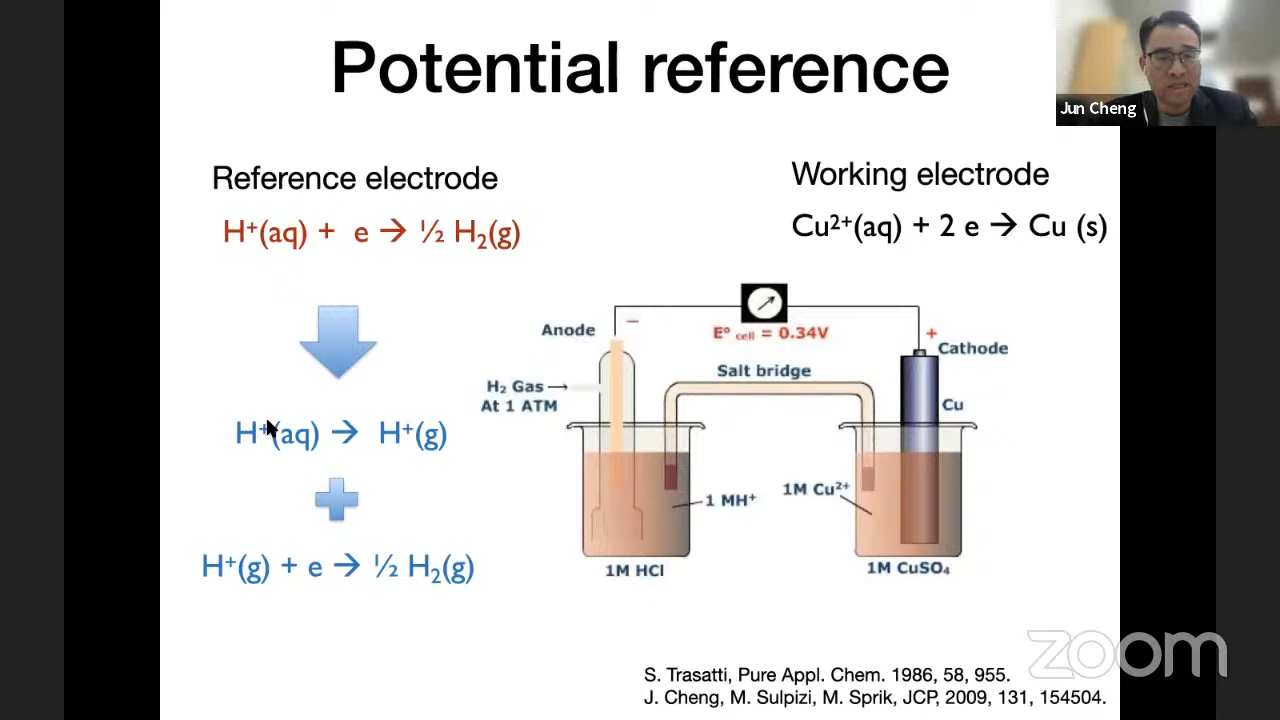 Potential reference
Jun Cheng
Reference electrode
H⁺(aq) + e → ½ H₂(g)
Working electrode
Cu²⁺(aq) + 2 e → Cu (s)
Anode
−
E° cell = 0.34V
+
Cathode
H₂ Gas →
At 1 ATM
Salt bridge
Cu
H⁺(aq) → H⁺(g)
1 MH⁺
1M Cu²⁺
H⁺(g) + e → ½ H₂(g)
1M HCl
1M CuSO₄
zoom
S. Trasatti, Pure Appl. Chem. 1986, 58, 955.
J. Cheng, M. Sulpizi, M. Sprik, JCP, 2009, 131, 154504.